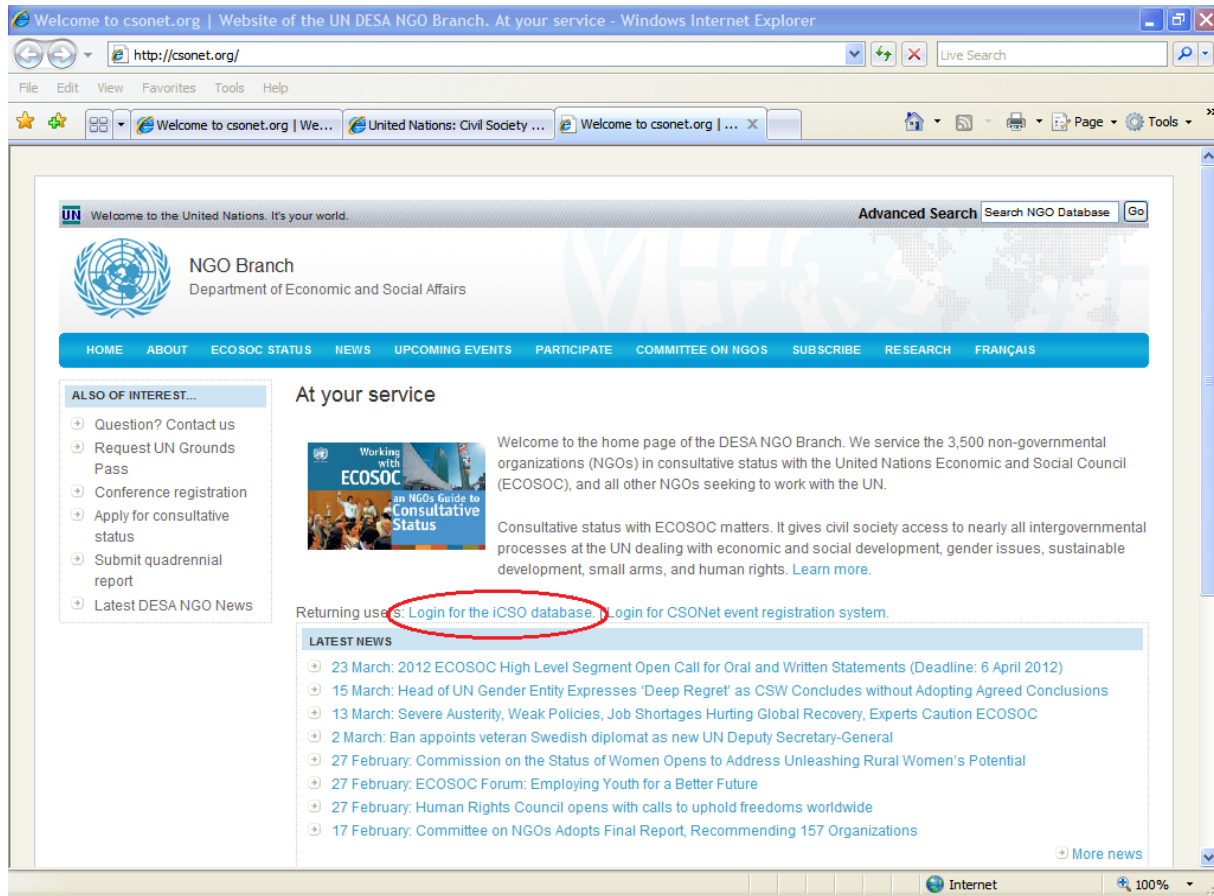 Welcome to csonet.org | Website of the UN DESA NGO Branch. At your service - Windows Internet Explorer
http://csonet.org/
Live Search
File Edit View Favorites Tools Help
Welcome to csonet.org | We...
United Nations: Civil Society ...
Welcome to csonet.org | ...
Page
Tools
UN Welcome to the United Nations. It's your world.
Advanced Search Search NGO Database Go
NGO Branch
Department of Economic and Social Affairs
HOME ABOUT ECOSOC STATUS NEWS UPCOMING EVENTS PARTICIPATE COMMITTEE ON NGOS SUBSCRIBE RESEARCH FRANÇAIS
ALSO OF INTEREST...
Question? Contact us
Request UN Grounds
Pass
Conference registration
Apply for consultative
status
Submit quadrennial
report
Latest DESA NGO News
At your service
Working
with
ECOSOC
an NGOs Guide to
Consultative
Status
Welcome to the home page of the DESA NGO Branch. We service the 3,500 non-governmental
organizations (NGOs) in consultative status with the United Nations Economic and Social Council
(ECOSOC), and all other NGOs seeking to work with the UN.
Consultative status with ECOSOC matters. It gives civil society access to nearly all intergovernmental
processes at the UN dealing with economic and social development, gender issues, sustainable
development, small arms, and human rights. Learn more.
Returning users: Login for the iCSO database. | Login for CSONet event registration system.
LATEST NEWS
23 March: 2012 ECOSOC High Level Segment Open Call for Oral and Written Statements (Deadline: 6 April 2012)
15 March: Head of UN Gender Entity Expresses ‘Deep Regret’ as CSW Concludes without Adopting Agreed Conclusions
13 March: Severe Austerity, Weak Policies, Job Shortages Hurting Global Recovery, Experts Caution ECOSOC
2 March: Ban appoints veteran Swedish diplomat as new UN Deputy Secretary-General
27 February: Commission on the Status of Women Opens to Address Unleashing Rural Women’s Potential
27 February: ECOSOC Forum: Employing Youth for a Better Future
27 February: Human Rights Council opens with calls to uphold freedoms worldwide
17 February: Committee on NGOs Adopts Final Report, Recommending 157 Organizations
More news
Internet
100%